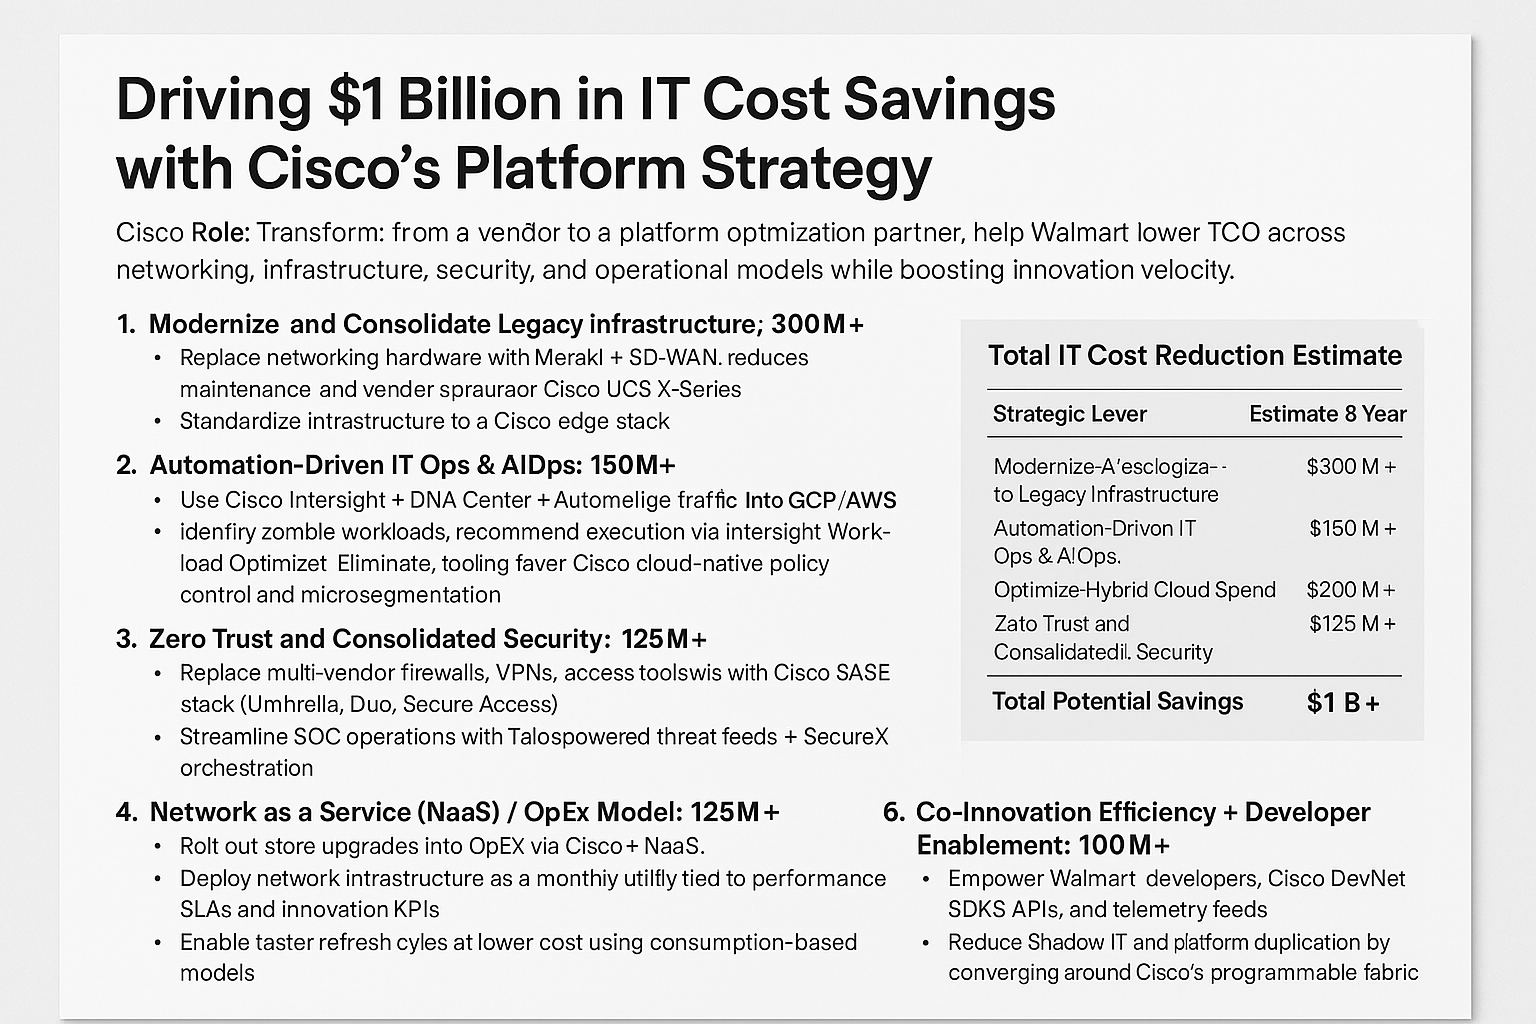 Driving $1 Billion in IT Cost Savings
with Cisco's Platform Strategy
Cisco Role: Transform: from a vendor to a platform optmization partner, help Walmart lower TCO across
networking, infrastructure, security, and operational models while boosting innovation velocity.
1. Modernize and Consolidate Legacy infrastructure; 300M+
• Replace networking hardware with Merakl + SD-WAN. reduces
maintenance and vender sprauraor Cisco UCS X-Series
• Standardize intrastructure to a Cisco edge stack
2. Automation-Driven IT Ops & AIDps: 150M+
• Use Cisco Intersight + DNA Center + Automelige traffic Into GCP/AWS
• idenfiry zomble workloads, recommend execution via intersight Work-
load Optimizet Eliminate, tooling faver Cisco cloud-native policy
control and microsegmentation
3. Zero Trust and Consolidated Security: 125M+
• Replace multi-vendor firewalls, VPNs, access toolswis with Cisco SASE
stack (Umhrella, Duo, Secure Access)
• Streamline SOC operations with Talospowered threat feeds + SecureX
orchestration
4. Network as a Service (NaaS) / OpEx Model: 125M+
• Rolt out store upgrades into OpEX via Cisco+ NaaS.
• Deploy network intrastructure as a monthiy utilfly tied to performance
SLAs and innovation KPIs
• Enable taster refresh cyles at lower cost using consumption-based
models
Total IT Cost Reduction Estimate
Strategic Lever Estimate 8 Year
Modernize-A'esclogiza-- $300 M+
to Legacy Infrastructure
Automation-Drivon IT $150 M+
Ops & A!Ops.
Optimize-Hybrid Cloud Spend $200 M+
Zato Trust and $125 M+
Consalidatedil. Security
Total Potential Savings $1 B+
6. Co-Innovation Efficiency + Developer
Enablement: 100M+
• Empower Walmart developers, Cisco DevNet
SDKS APIs, and telemetry feeds
• Reduce Shadow IT and platform duplication by
converging around Cisco's programmable fabric